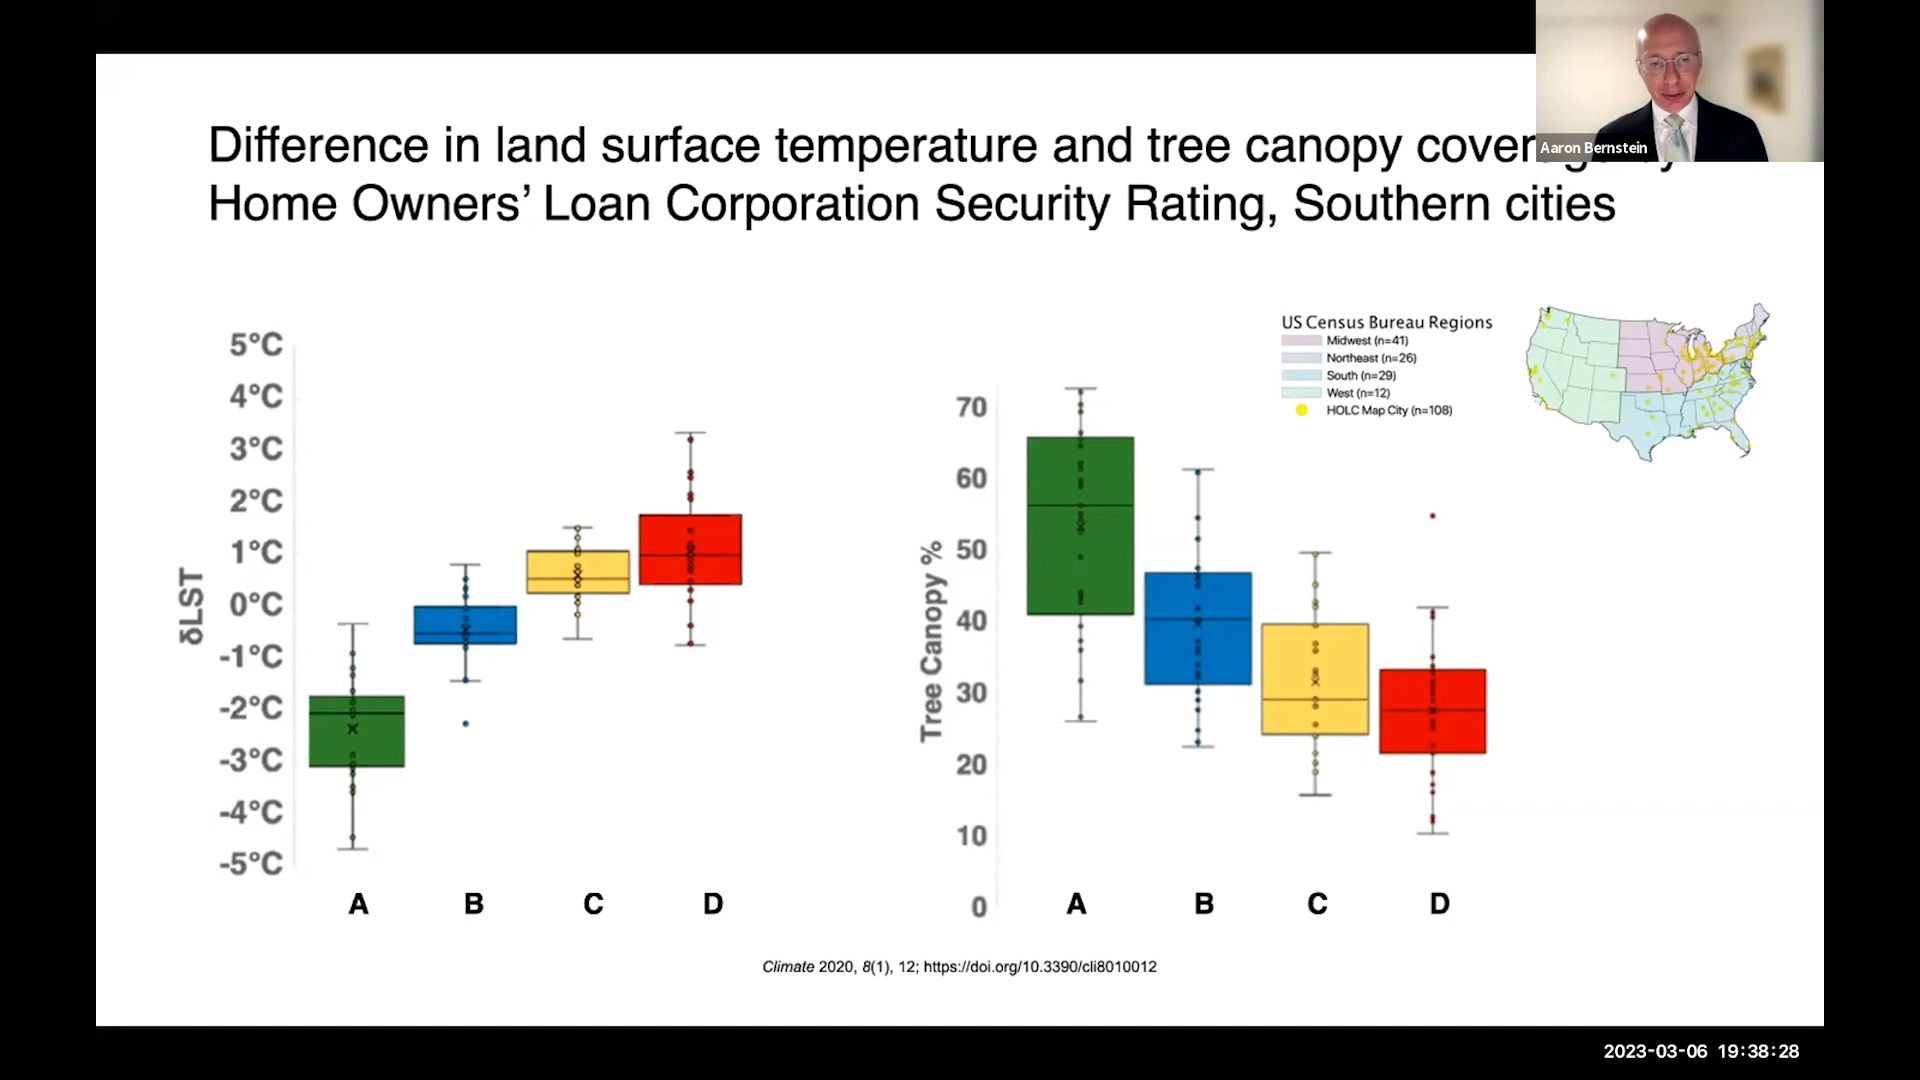 Aaron Bernstein
Difference in land surface temperature and tree canopy
Home Owners’ Loan Corporation Security Rating, Southern cities
US Census Bureau Regions
Midwest (n=41)
Northeast (n=26)
South (n=29)
West (n=12)
HOLC Map City (n=108)
δLST
5°C
4°C
3°C
2°C
1°C
0°C
-1°C
-2°C
-3°C
-4°C
-5°C
A B C D
Tree Canopy %
70
60
50
40
30
20
10
0
A B C D
Climate 2020, 8(1), 12; https://doi.org/10.3390/cli8010012
2023-03-06 19:38:28